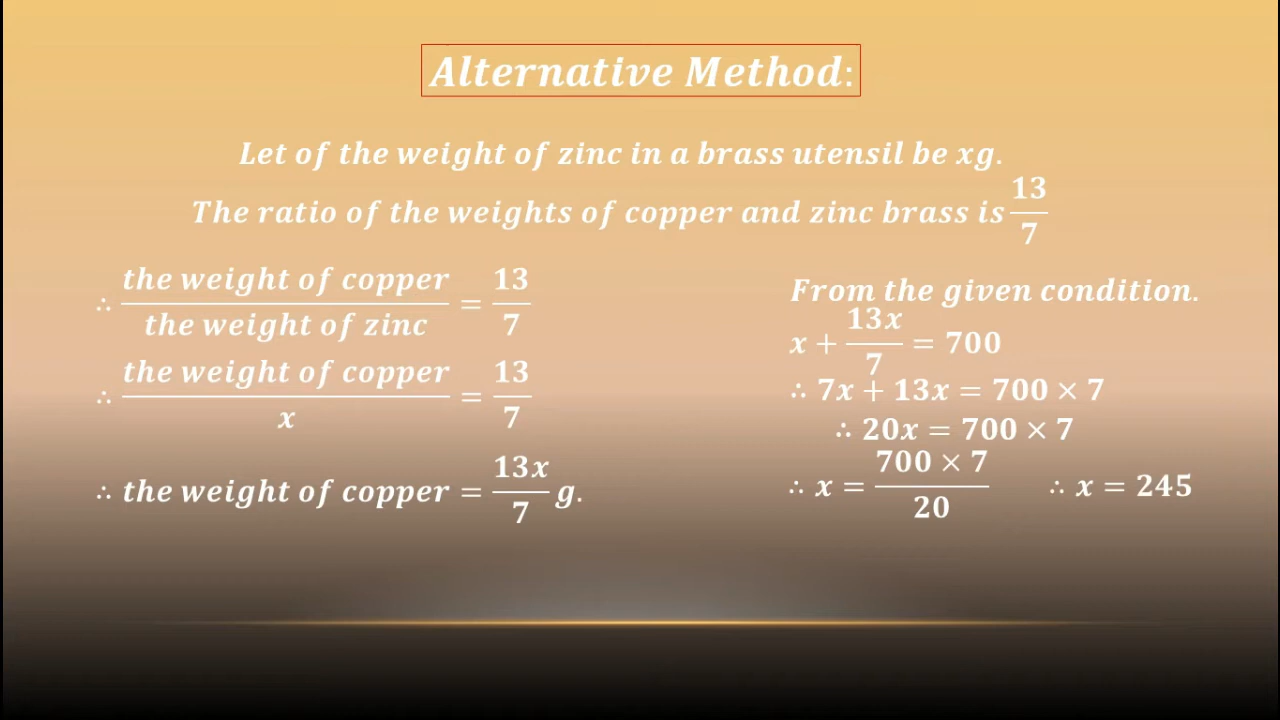 Alternative Method:
Let of the weight of zinc in a brass utensil be xg.
The ratio of the weights of copper and zinc brass is 13/7
∴ the weight of copper / the weight of zinc = 13/7
∴ the weight of copper / x = 13/7
∴ the weight of copper = 13x/7 g.
From the given condition.
x + 13x/7 = 700
∴ 7x + 13x = 700 × 7
∴ 20x = 700 × 7
∴ x = 700 × 7 / 20 ∴ x = 245